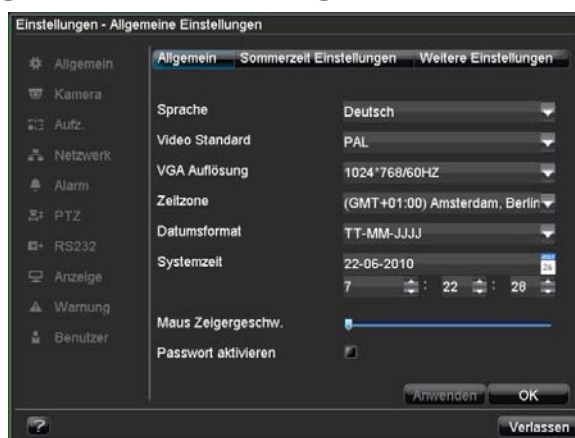 Einstellungen - Allgemeine Einstellungen
Allgemein
Kamera
Aufz.
Netzwerk
Alarm
PTZ
RS232
Anzeige
Warnung
Benutzer
Allgemein Sommerzeit Einstellungen Weitere Einstellungen
Sprache Deutsch
Video Standard PAL
VGA Auflösung 1024*768/60HZ
Zeitzone (GMT+01:00) Amsterdam, Berlin
Datumsformat TT-MM-JJJJ
Systemzeit 22-06-2010
7 : 22 : 28
Maus Zeigergeschw.
Passwort aktivieren
Anwenden OK
? Verlassen